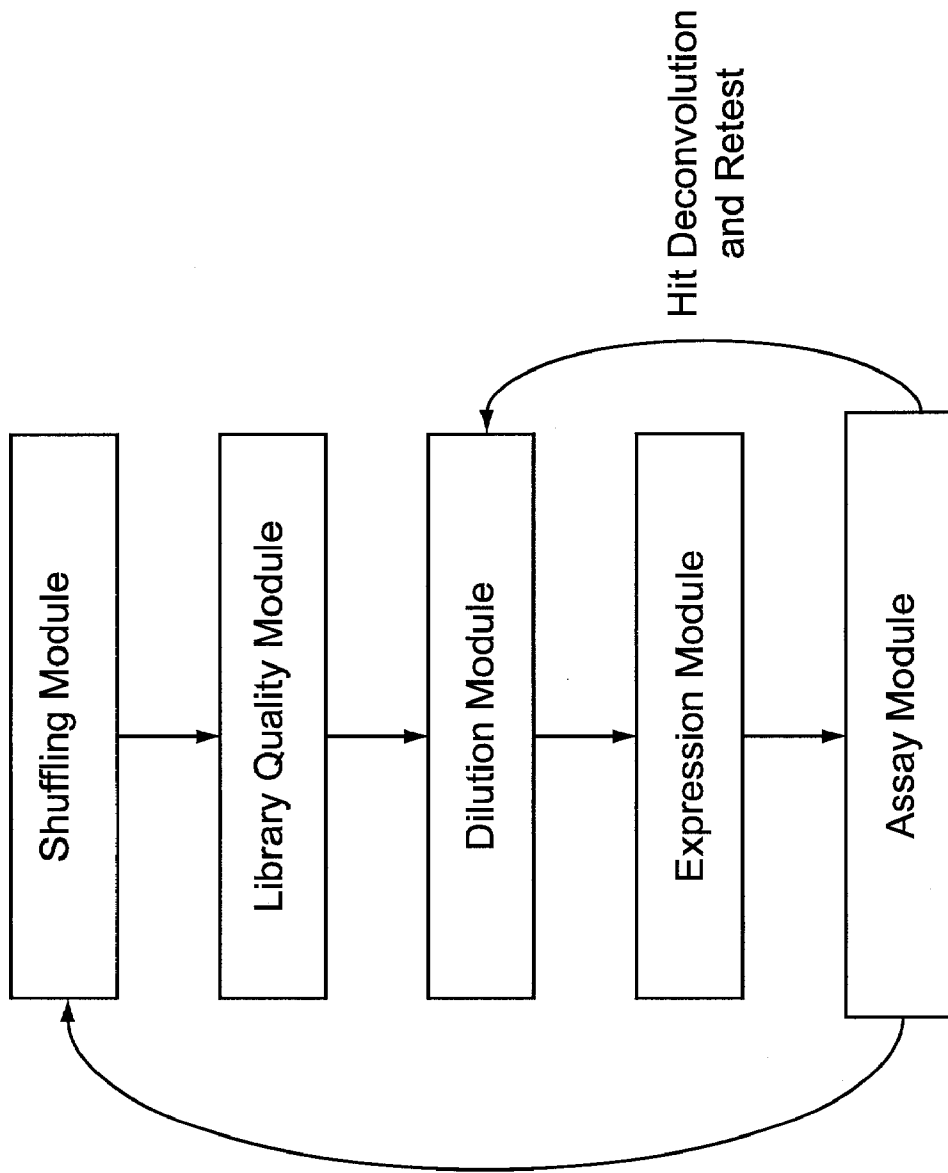 Shuffling Module
Library Quality Module
Dilution Module
Expression Module
Assay Module
Hit Deconvolution
and Retest